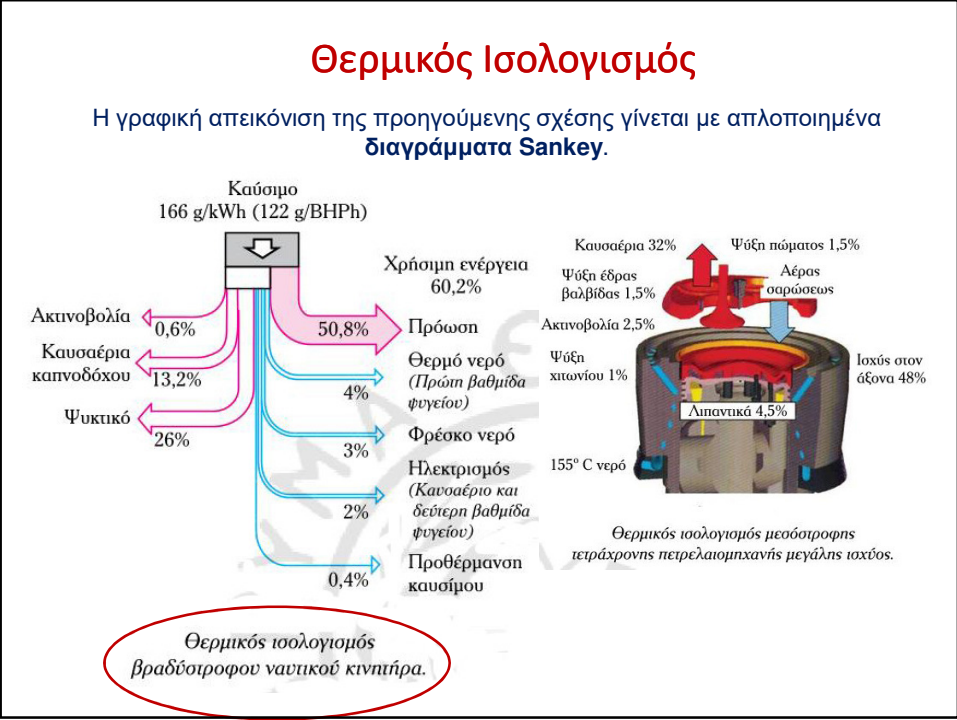 Θερμικός Ισολογισμός
Η γραφική απεικόνιση της προηγούμενης σχέσης γίνεται με απλοποιημένα
διαγράμματα Sankey.
Καύσιμο
166 g/kWh (122 g/BHPh)
Χρήσιμη ενέργεια
60,2%
Ακτινοβολία
0,6%
50,8%
Πρόωση
Καυσαέρια
καπνοδόχου
13,2%
Θερμό νερό
(Πρώτη βαθμίδα
ψυγείου)
4%
Ψυκτικό
26%
Φρέσκο νερό
3%
Ηλεκτρισμός
(Καυσαέριο και
δεύτερη βαθμίδα
ψυγείου)
2%
Προθέρμανση
καυσίμου
0,4%
Θερμικός ισολογισμός
βραδύστροφου ναυτικού κινητήρα.
Καυσαέρια 32%
Ψύξη πώματος 1,5%
Ψύξη έδρας
βαλβίδας 1,5%
Αέρας
σαρώσεως
Ακτινοβολία 2,5%
Ψύξη
χιτωνίου 1%
Ισχύς στον
άξονα 48%
Λιπαντικά 4,5%
155° C νερό
Θερμικός ισολογισμός μεσόστροφης
τετράχρονης πετρελαιομηχανής μεγάλης ισχύος.